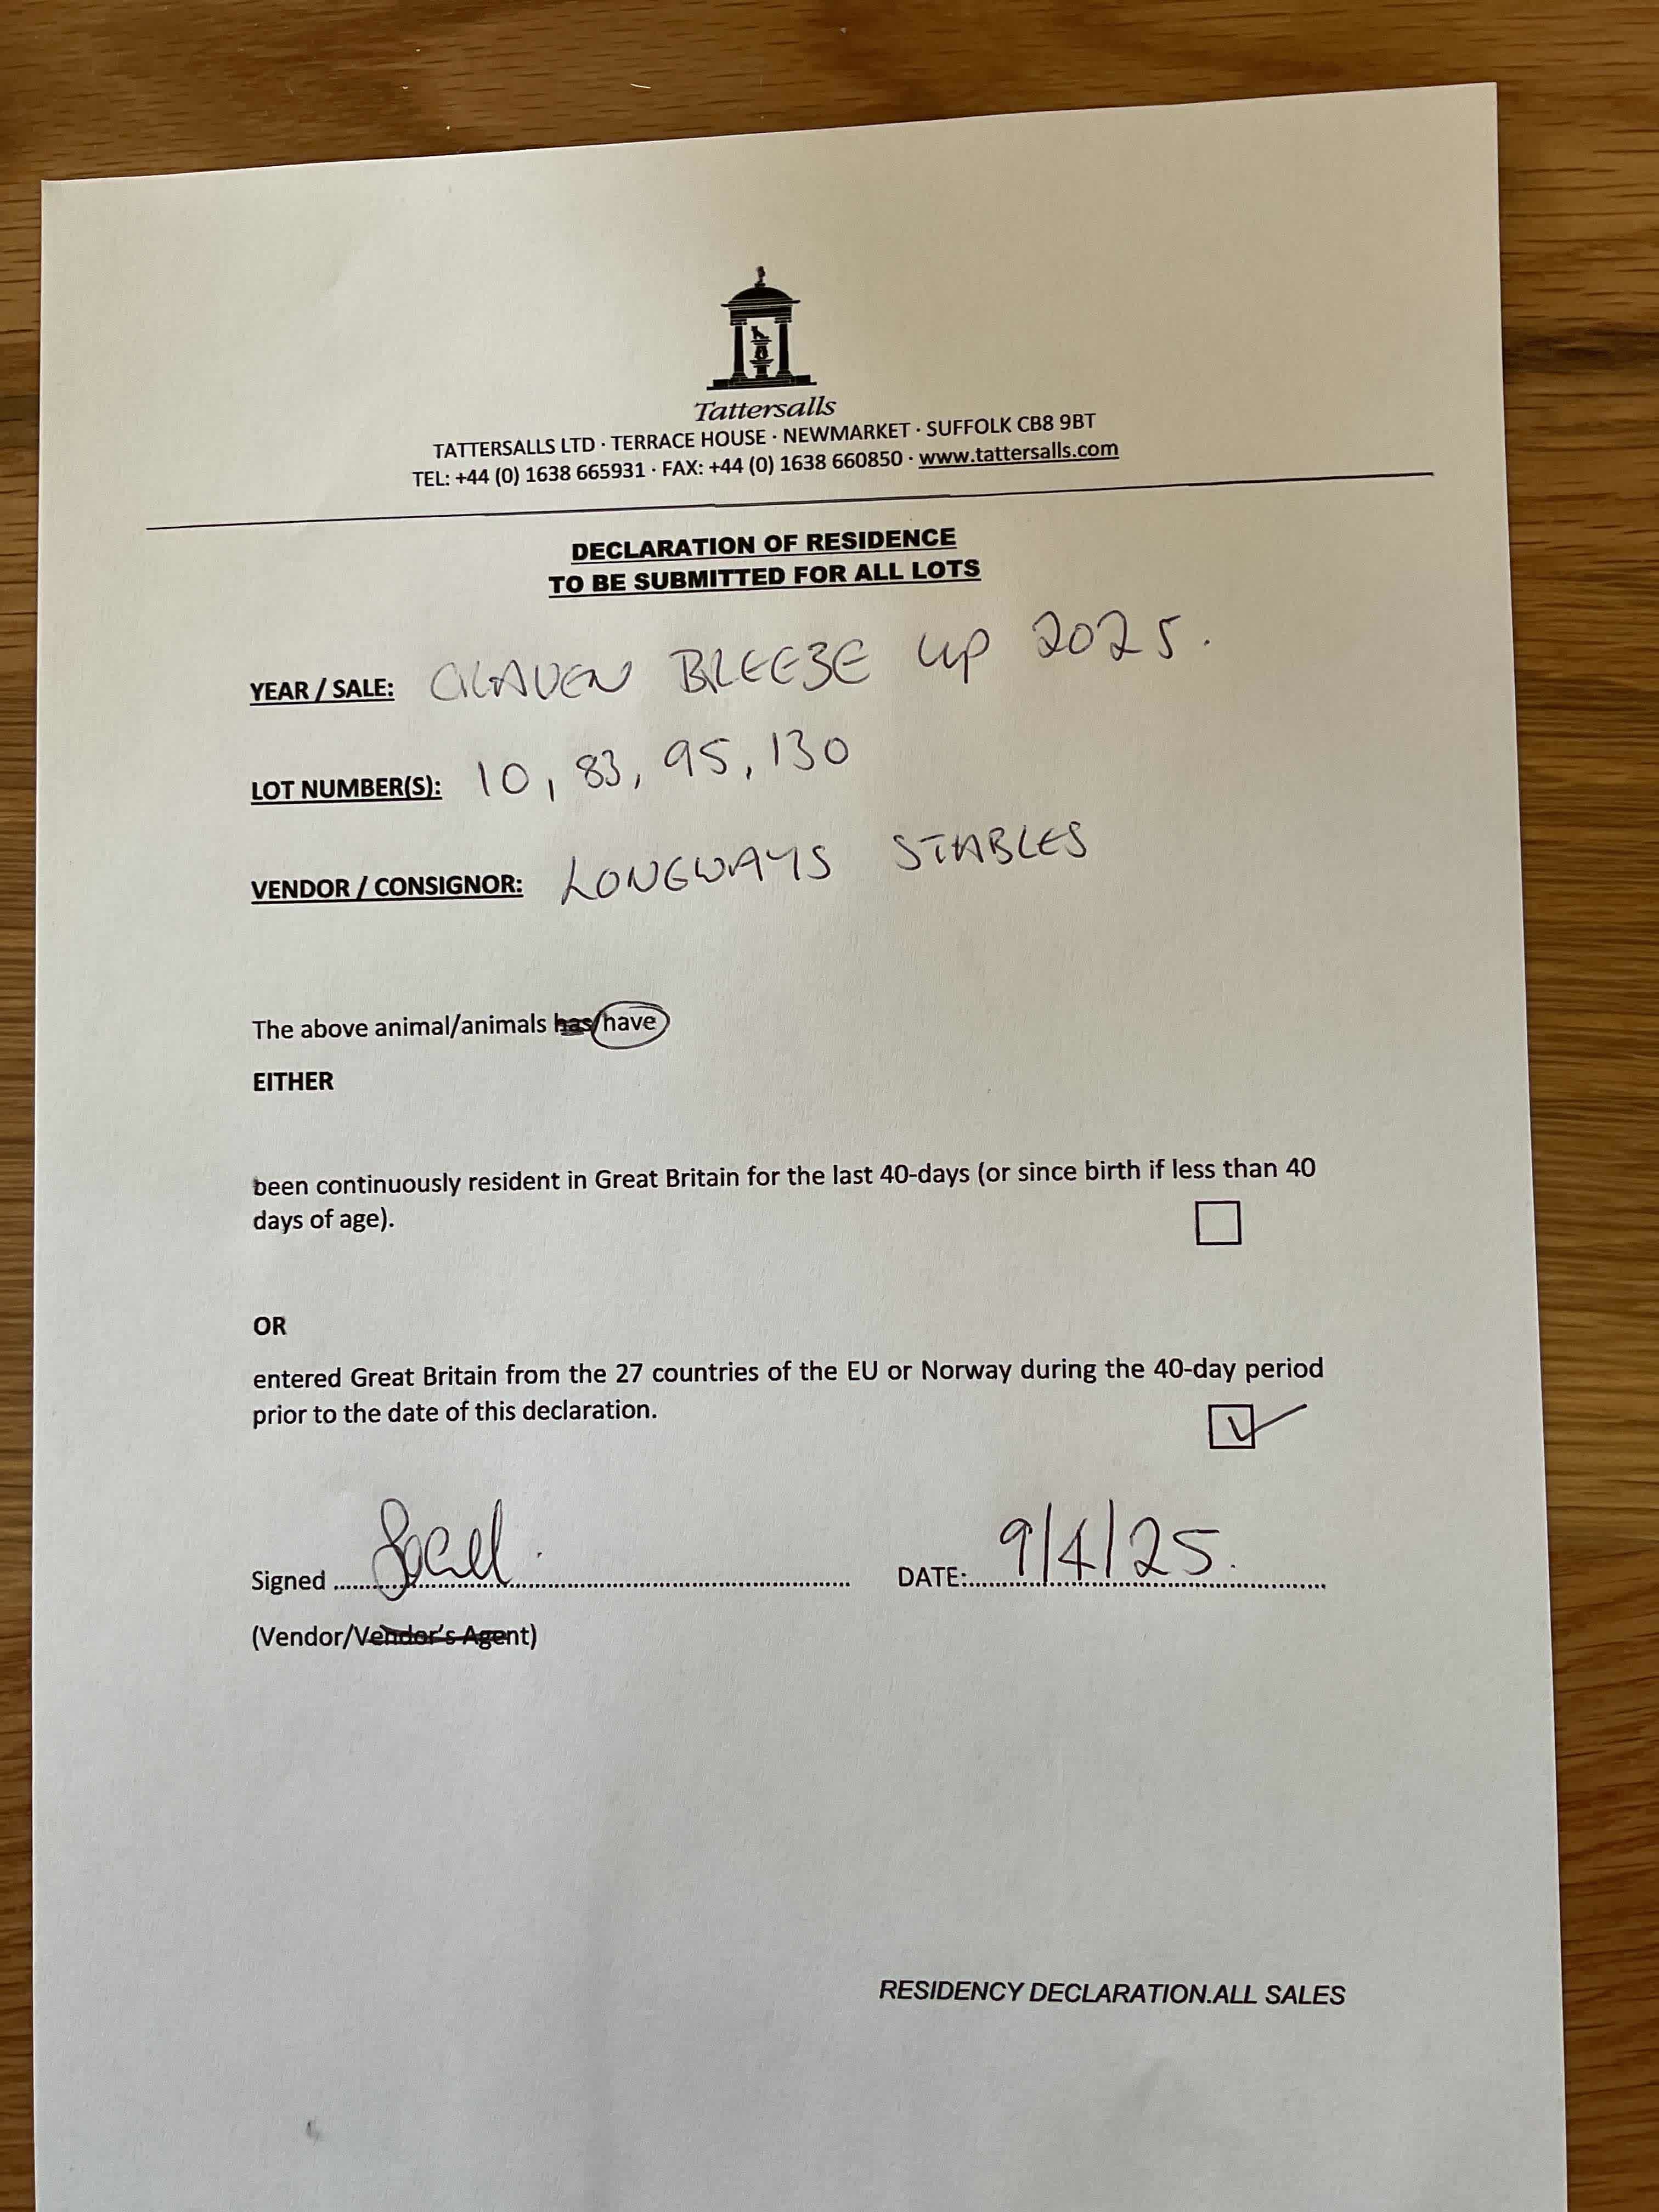 Tattersalls
TATTERSALLS LTD · TERRACE HOUSE · NEWMARKET · SUFFOLK CB8 9BT
TEL: +44 (0) 1638 665931 · FAX: +44 (0) 1638 660850 · www.tattersalls.com
DECLARATION OF RESIDENCE
TO BE SUBMITTED FOR ALL LOTS
YEAR / SALE: CRAVEN BREEZE UP 2025.
LOT NUMBER(S): 10, 83, 95, 130
VENDOR / CONSIGNOR: LONGWAYS STABLES
The above animal/animals has/have
EITHER
been continuously resident in Great Britain for the last 40-days (or since birth if less than 40
days of age).
OR
entered Great Britain from the 27 countries of the EU or Norway during the 40-day period
prior to the date of this declaration.
Signed DATE: 9/4/25.
(Vendor/Vendor's Agent)
RESIDENCY DECLARATION.ALL SALES